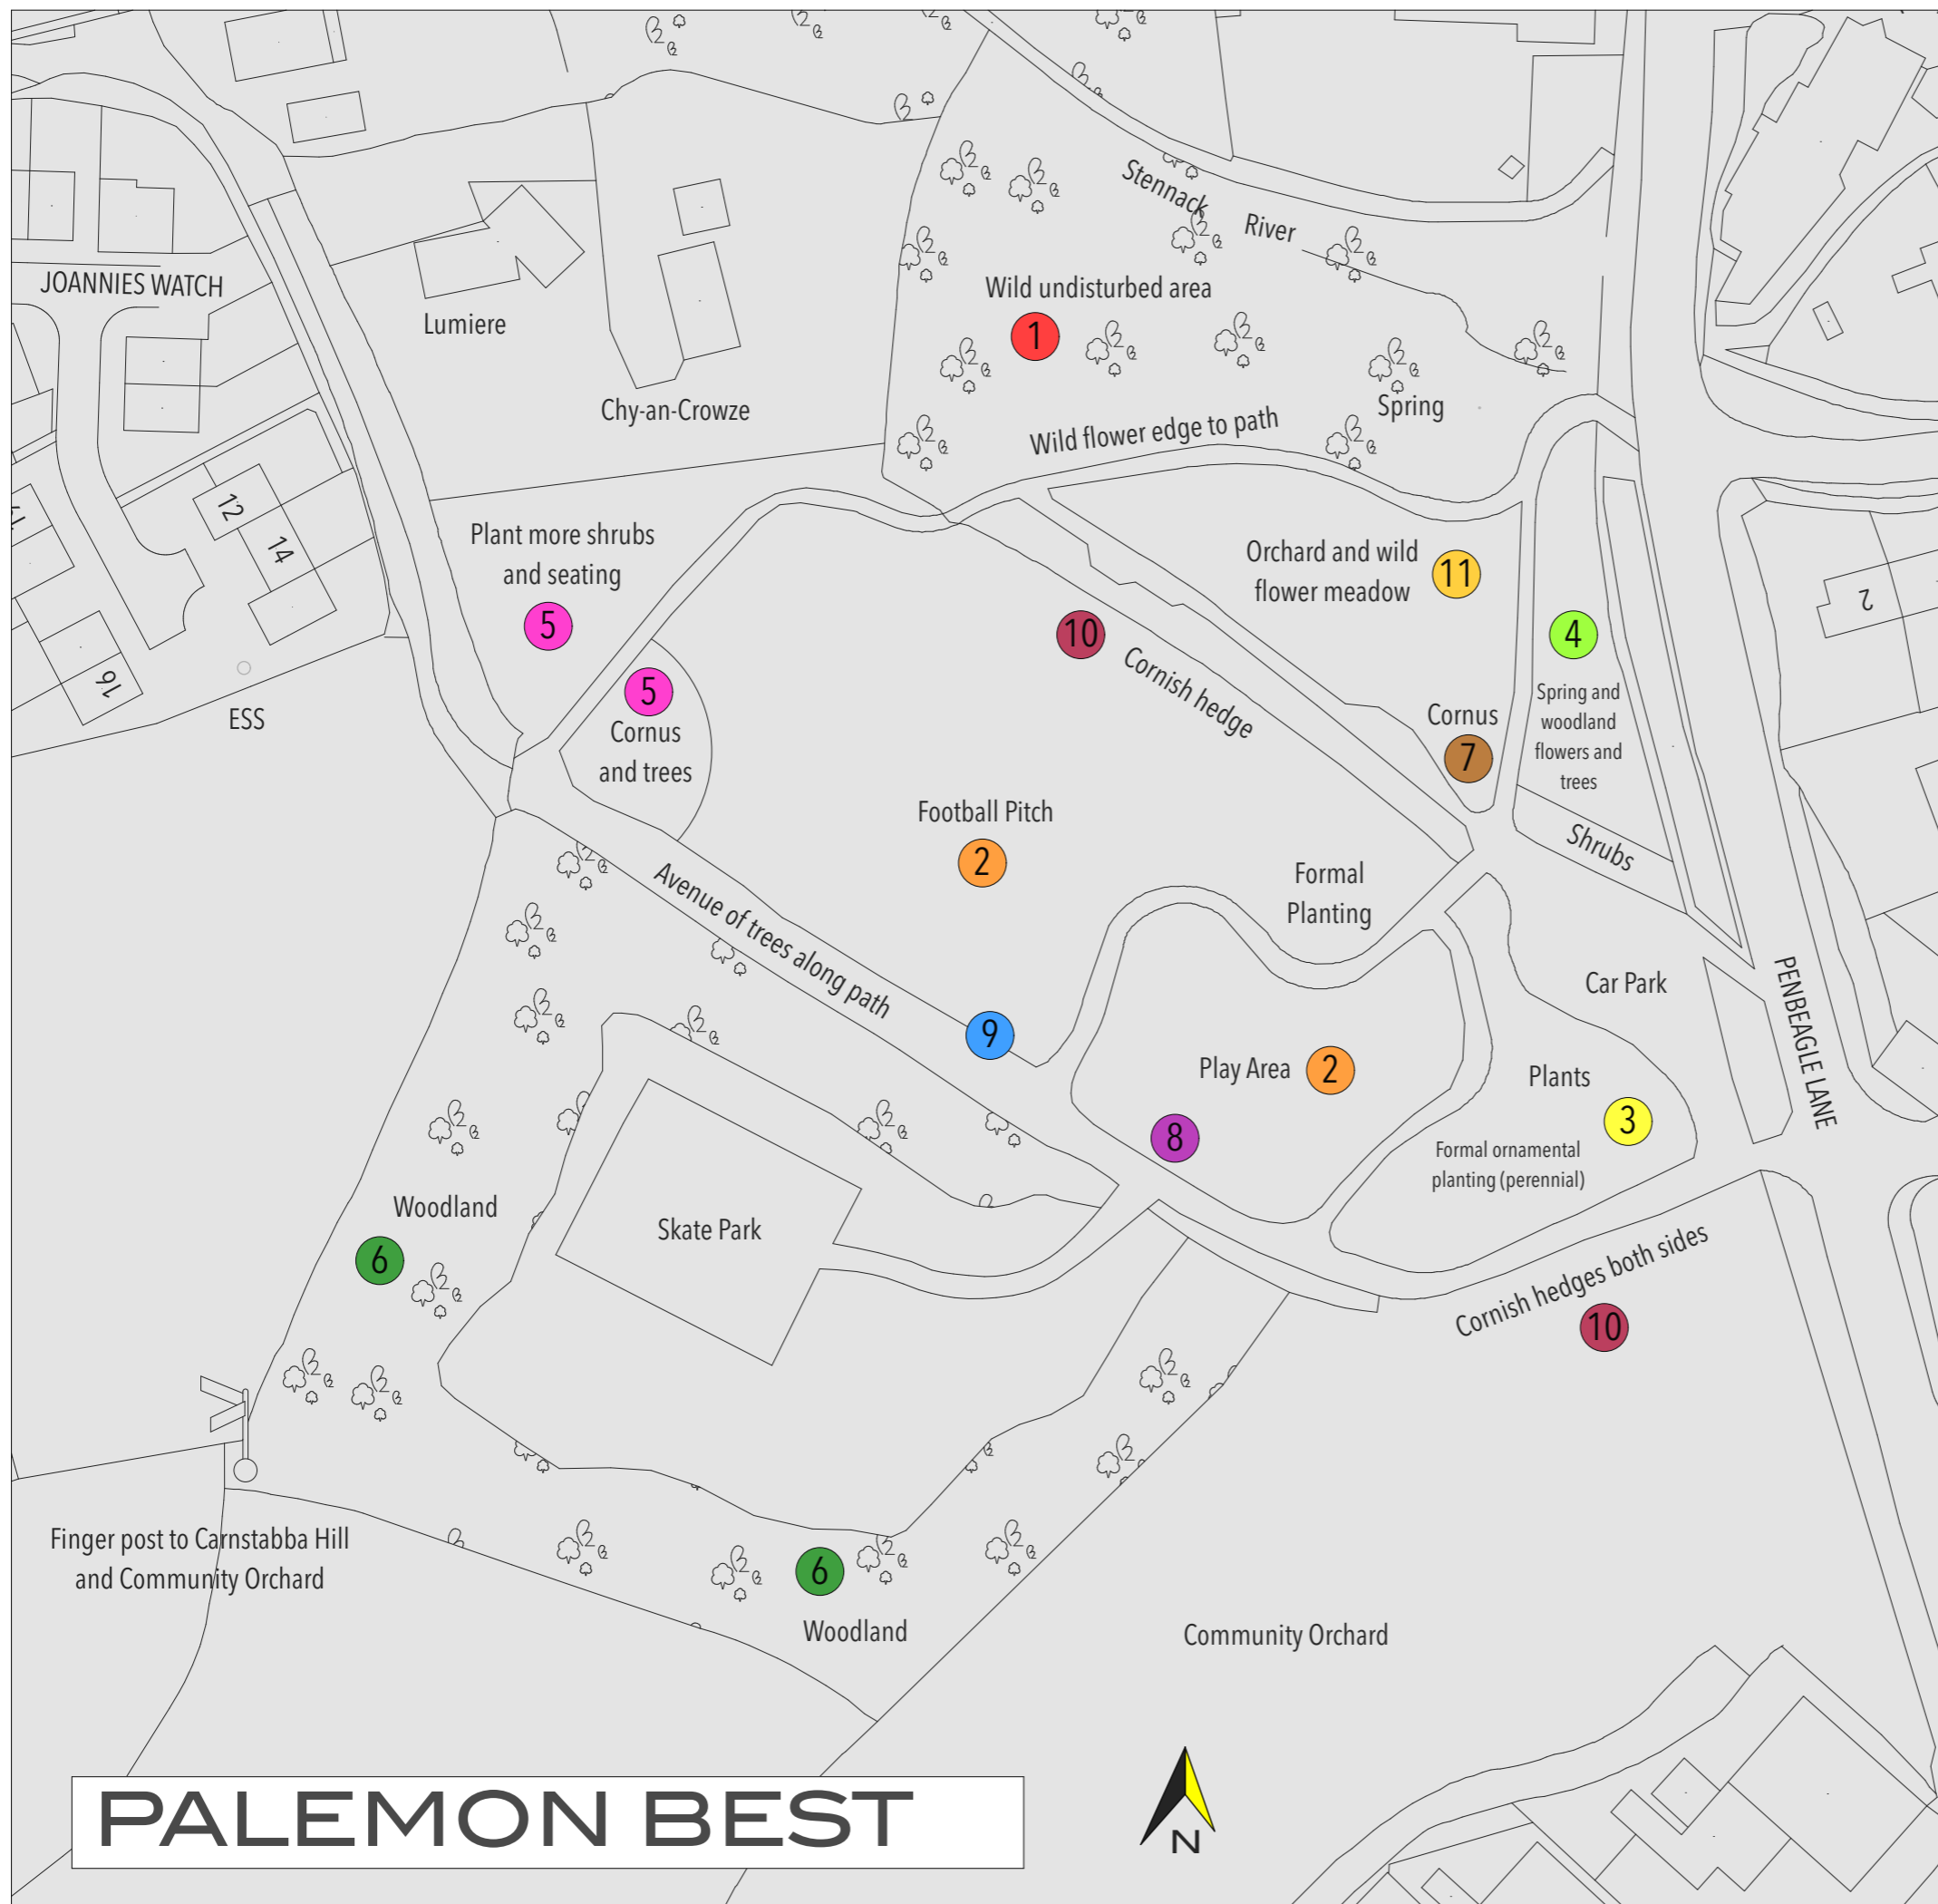 Stennack
River
JOANNIES WATCH
Wild undisturbed area
Lumiere
1
Chy-an-Crowze
Spring
Wild flower edge to path
12
14
16
ESS
Plant more shrubs
and seating
5
5
Cornus
and trees
10
Cornish hedge
Orchard and wild
flower meadow
11
4
Spring and
woodland
flowers and
trees
2
Cornus
7
Shrubs
Football Pitch
2
Formal
Planting
Avenue of trees along path
9
Car Park
PENBEAGLE LANE
Play Area
2
8
Plants
3
Formal ornamental
planting (perennial)
Woodland
6
Skate Park
Cornish hedges both sides
10
Finger post to Carnstabba Hill
and Community Orchard
6
Woodland
Community Orchard
PALEMON BEST
N